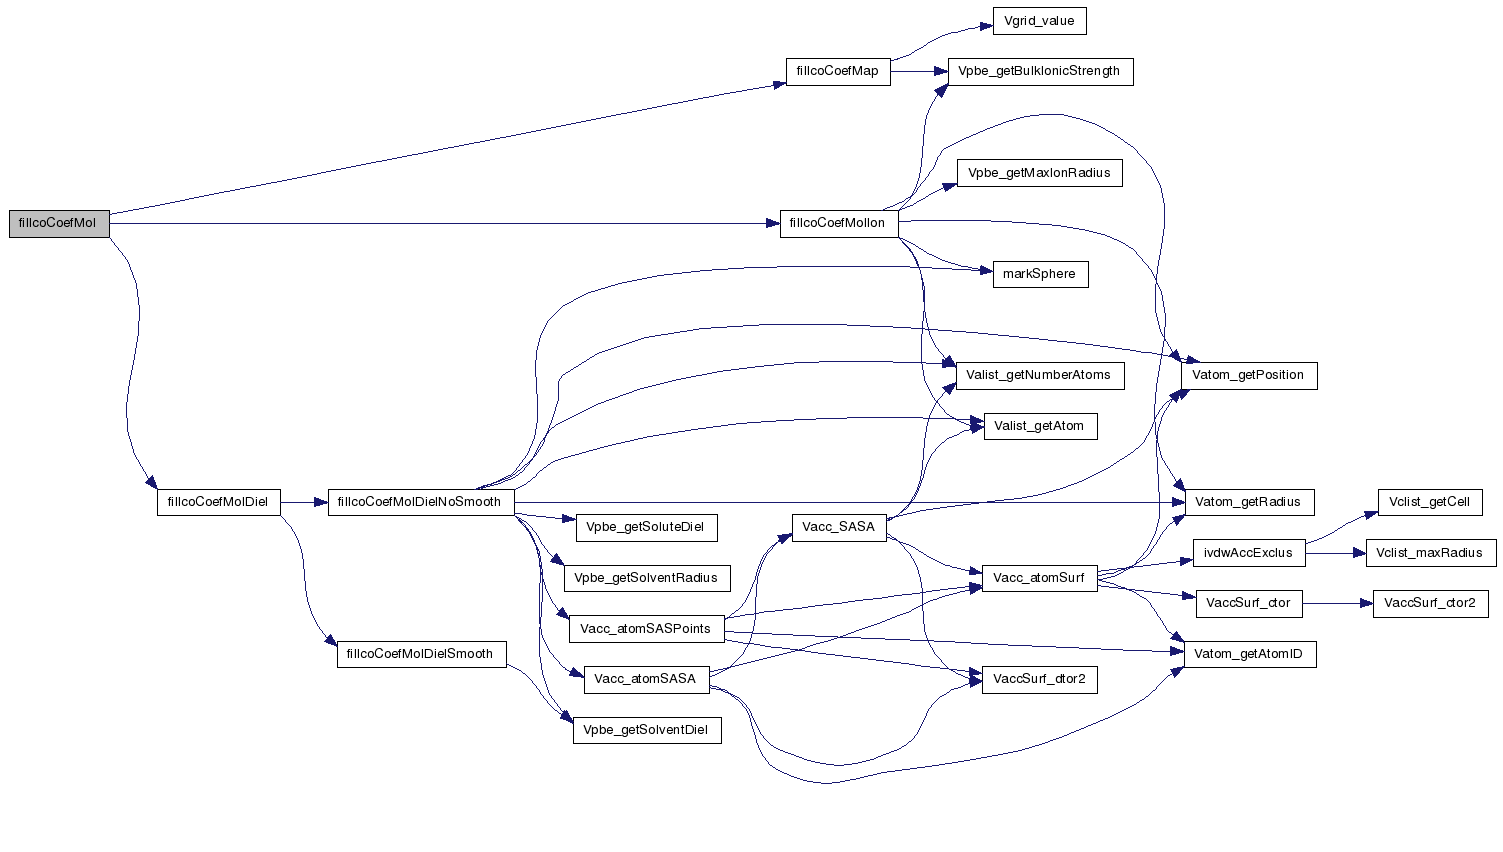 Vgrid_value
fillcoCoefMap
Vpbe_getBulkIonicStrength
Vpbe_getMaxIonRadius
fillcoCoefMol
fillcoCoefMolIon
markSphere
Valist_getNumberAtoms
Vatom_getPosition
Valist_getAtom
fillcoCoefMolDiel
fillcoCoefMolDielNoSmooth
Vatom_getRadius
Vclist_getCell
Vpbe_getSoluteDiel
Vacc_SASA
ivdwAccExclus
Vclist_maxRadius
Vpbe_getSolventRadius
Vacc_atomSurf
VaccSurf_ctor
VaccSurf_ctor2
Vacc_atomSASPoints
fillcoCoefMolDielSmooth
Vatom_getAtomID
Vacc_atomSASA
VaccSurf_dtor2
Vpbe_getSolventDiel